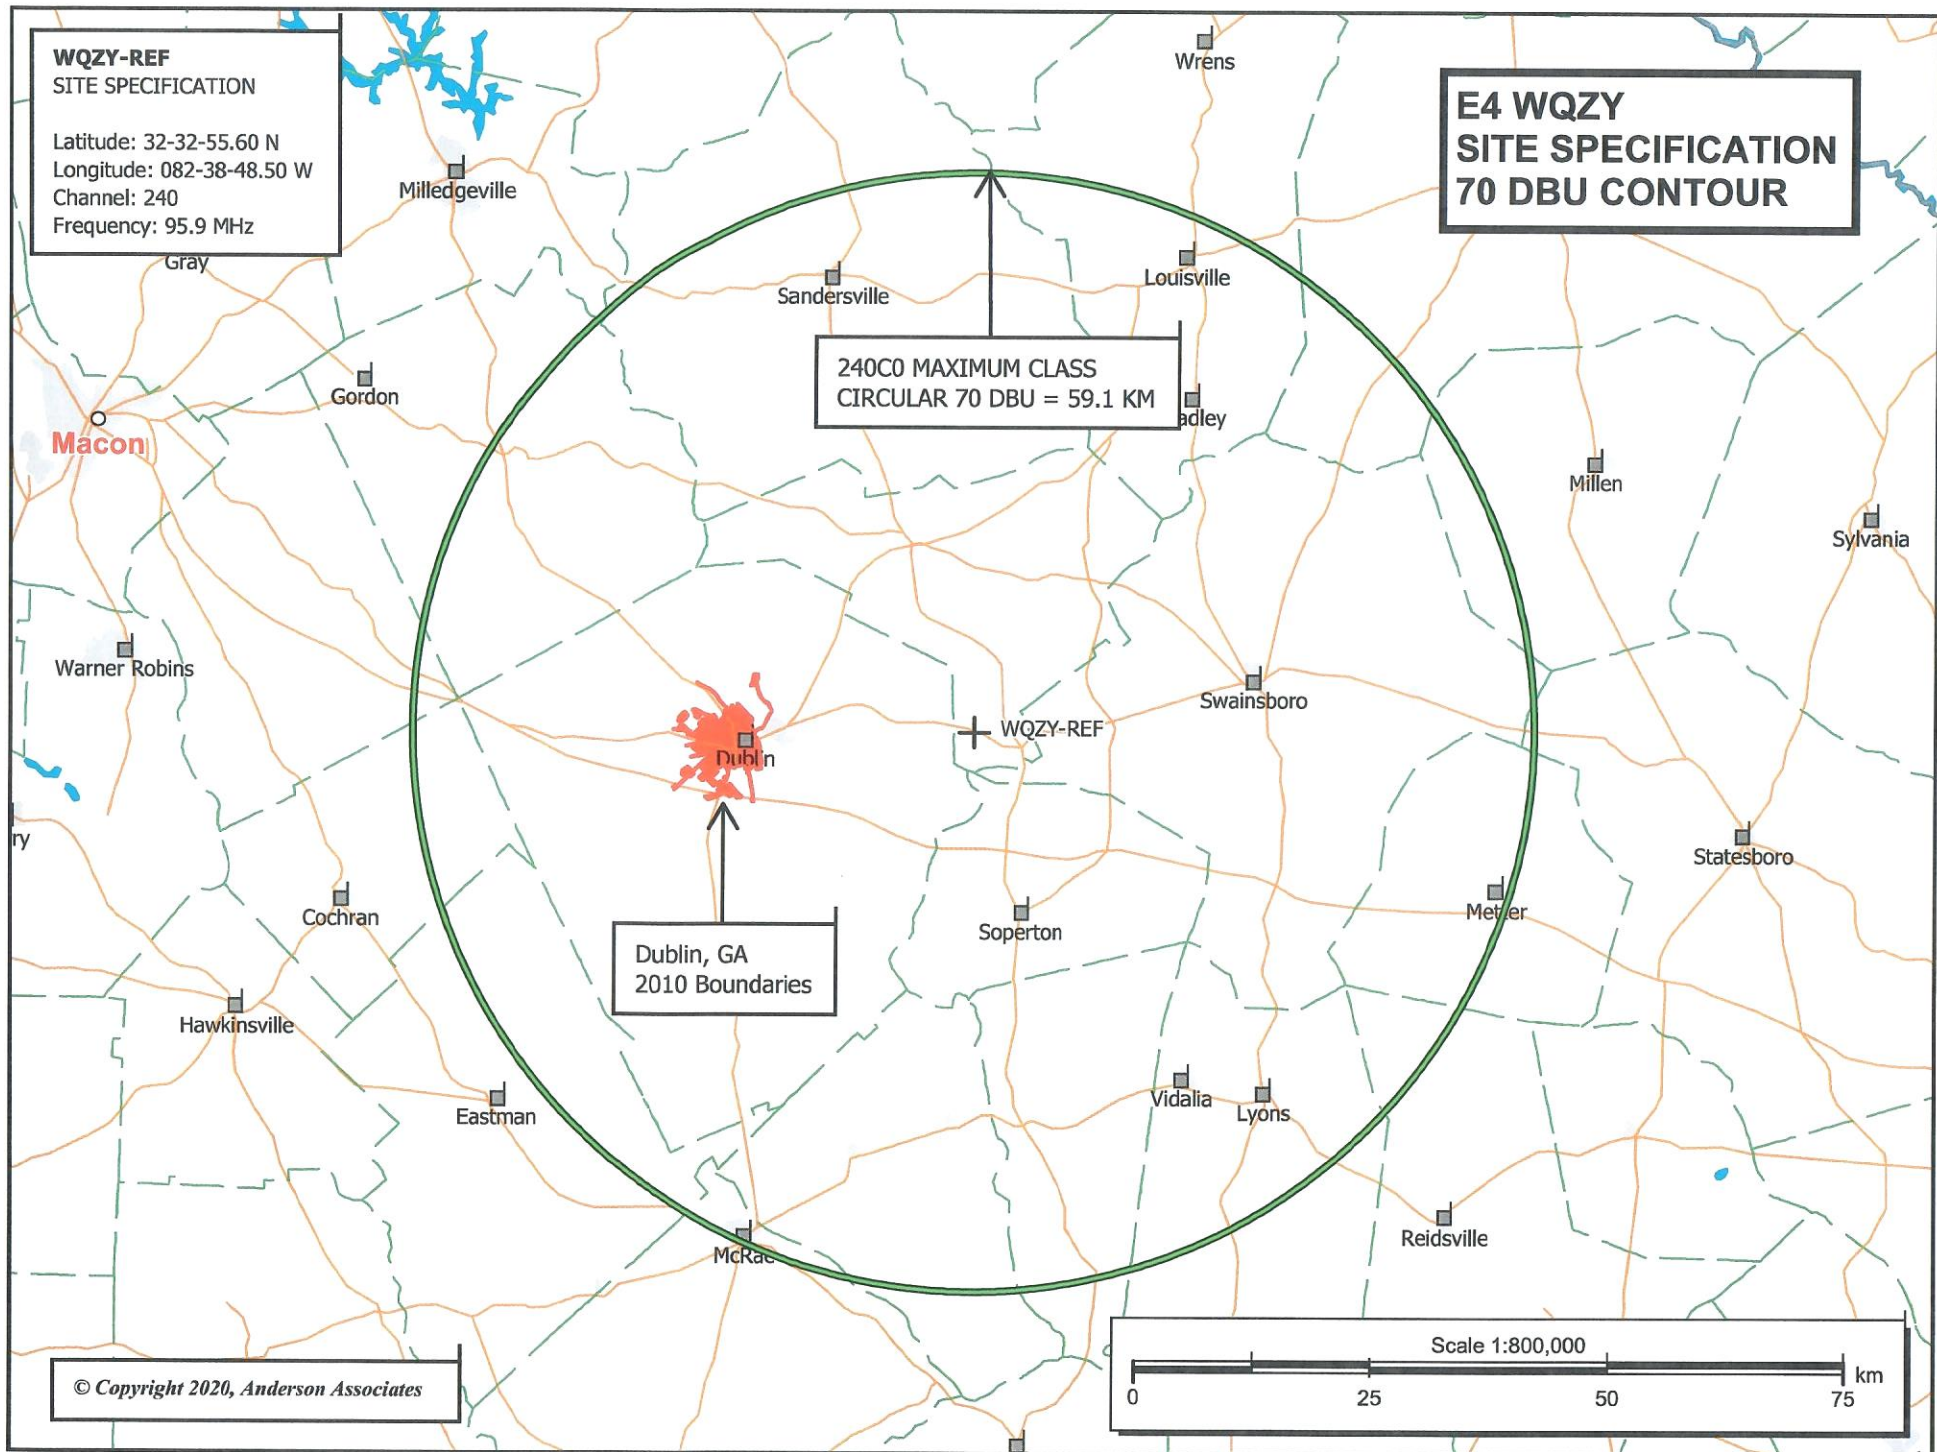 WQZY-REF
SITE SPECIFICATION
Latitude: 32-32-55.60 N
Longitude: 082-38-48.50 W
Channel: 240
Frequency: 95.9 MHz
E4 WQZY
SITE SPECIFICATION
70 DBU CONTOUR
Wrens
Milledgeville
Gray
Sandersville
Louisville
240C0 MAXIMUM CLASS
CIRCULAR 70 DBU = 59.1 KM
Gordon
adley
Macon
Millen
Sylvania
Warner Robins
Swainsboro
WQZY-REF
Dublin
ry
Statesboro
Cochran
Metter
Soperton
Dublin, GA
2010 Boundaries
Hawkinsville
Eastman
Vidalia
Lyons
Reidsville
McRae
Scale 1:800,000
km
0 25 50 75
© Copyright 2020, Anderson Associates